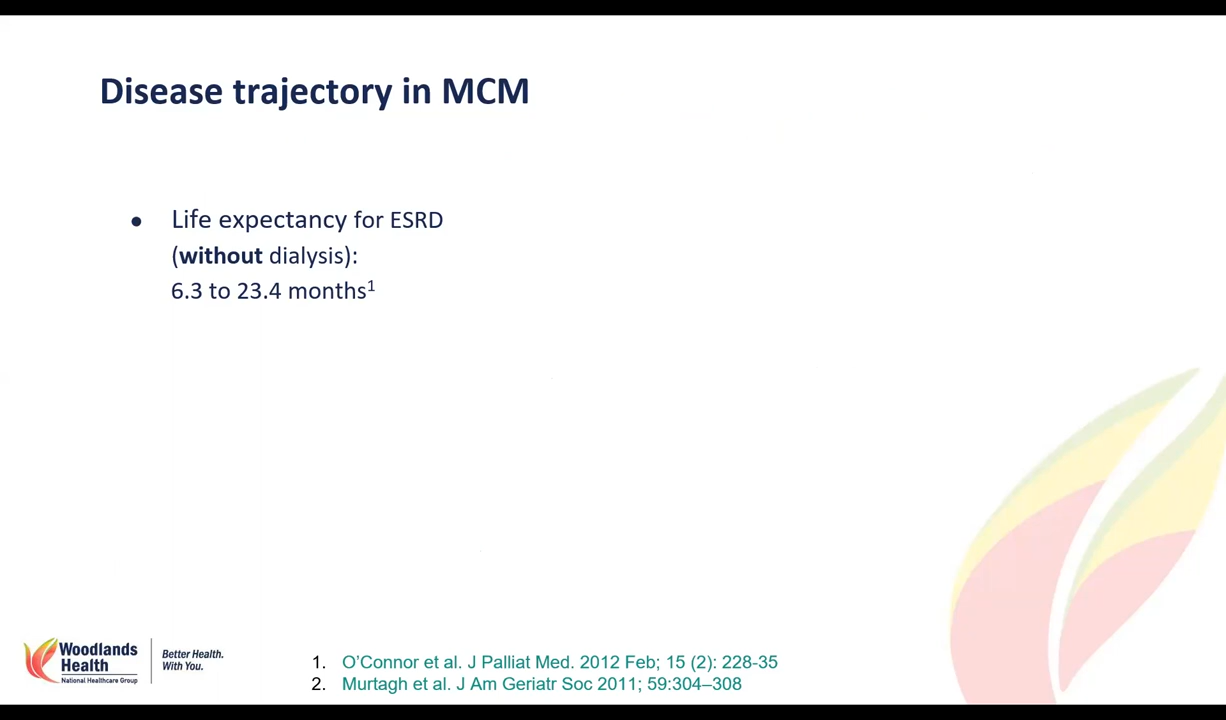 Disease trajectory in MCM
● Life expectancy for ESRD
(without dialysis):
6.3 to 23.4 months¹
Woodlands
Health
National Healthcare Group
Better Health.
With You.
1. O’Connor et al. J Palliat Med. 2012 Feb; 15 (2): 228-35
2. Murtagh et al. J Am Geriatr Soc 2011; 59:304–308